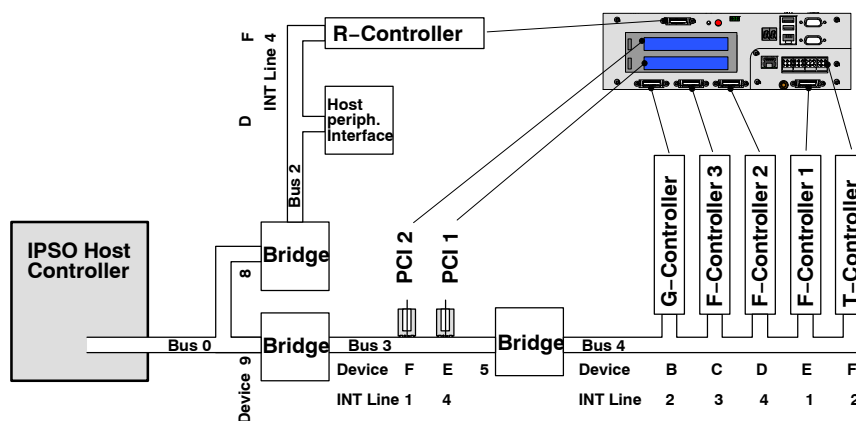 F
INT Line 4
R−Controller
D
Host
periph.
Interface
Bus 2
IPSO Host
Controller
8
Bridge
PCI 2
PCI 1
G−Controller
F−Controller 3
F−Controller 2
F−Controller 1
T−Controller
Bus 0
Bridge
Bus 3
Bridge
Bus 4
Device 9
Device F E 5
Device B C D E F
INT Line 1 4
INT Line 2 3 4 1 2